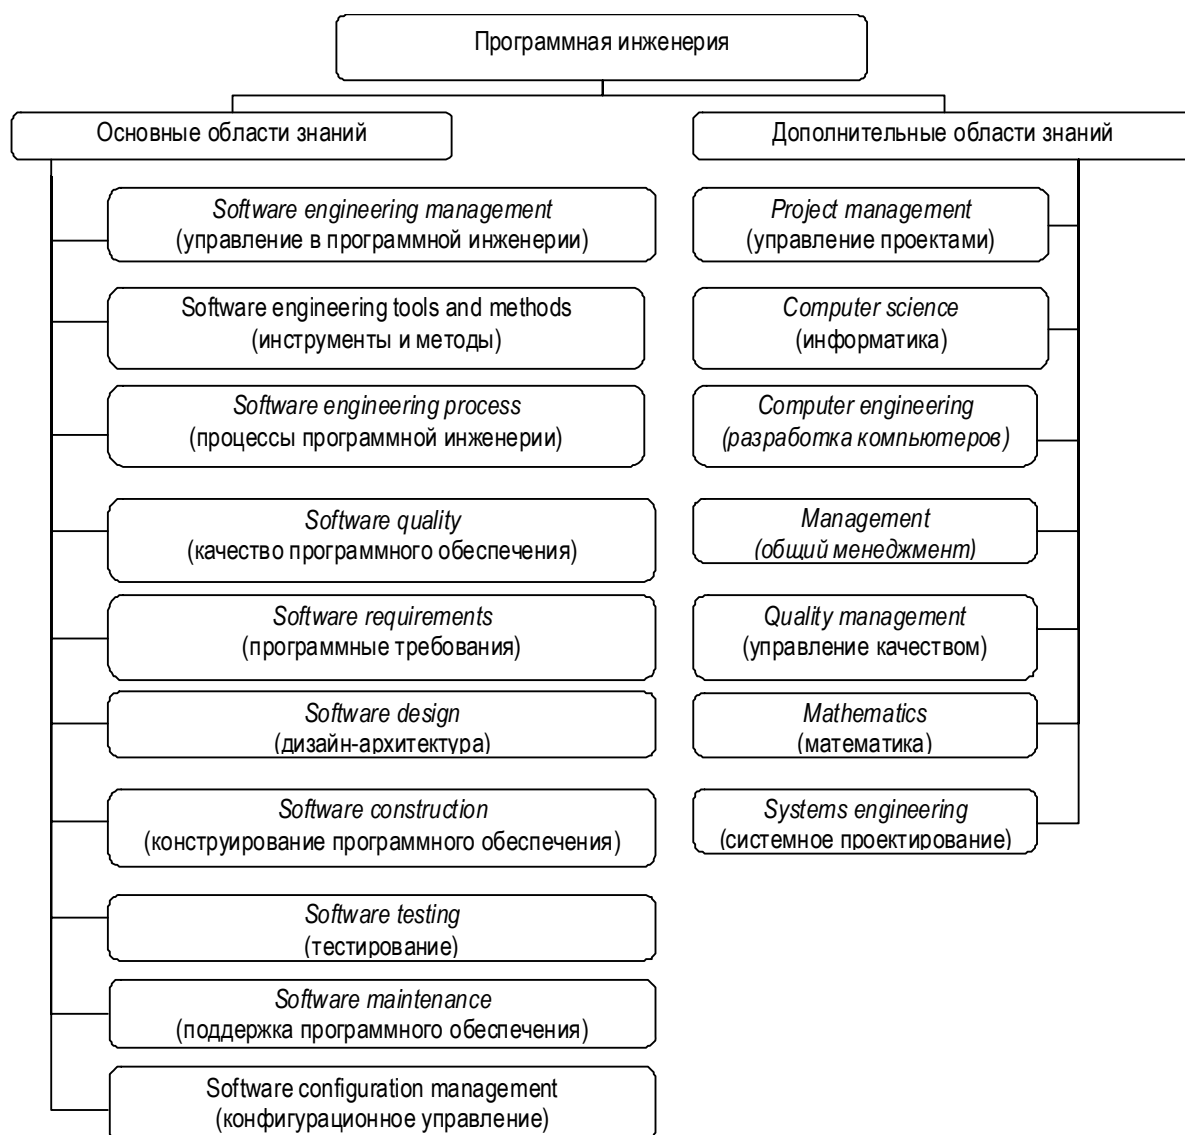 Программная инженерия
Основные области знаний
Дополнительные области знаний
Software engineering management
(управление в программной инженерии)
Software engineering tools and methods
(инструменты и методы)
Software engineering process
(процессы программной инженерии)
Software quality
(качество программного обеспечения)
Software requirements
(программные требования)
Software design
(дизайн-архитектура)
Software construction
(конструирование программного обеспечения)
Software testing
(тестирование)
Software maintenance
(поддержка программного обеспечения)
Software configuration management
(конфигурационное управление)
Project management
(управление проектами)
Computer science
(информатика)
Computer engineering
(разработка компьютеров)
Management
(общий менеджмент)
Quality management
(управление качеством)
Mathematics
(математика)
Systems engineering
(системное проектирование)